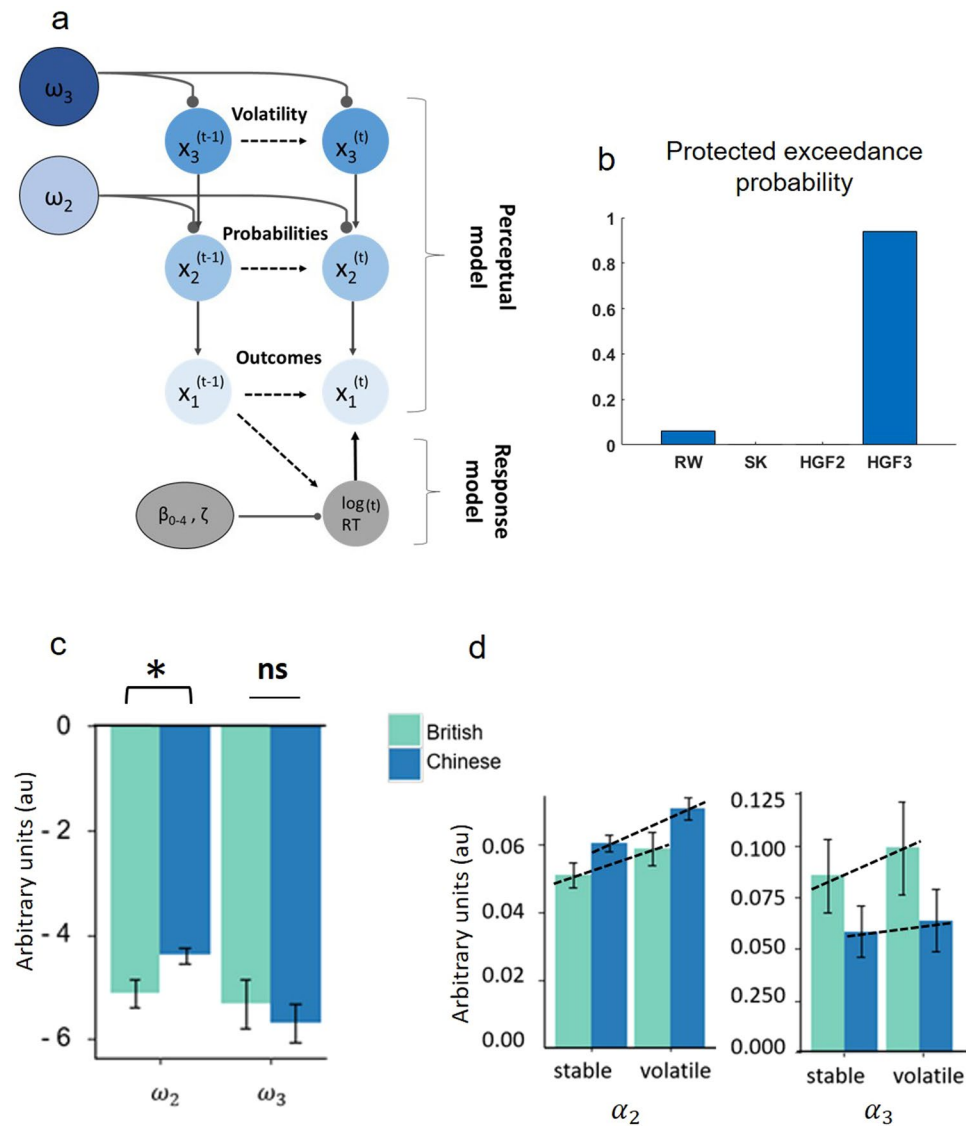 a
ω3
Volatility
x3(t-1)
x3(t)
ω2
Probabilities
x2(t-1)
x2(t)
Outcomes
x1(t-1)
x1(t)
β0-4 , ζ
log(t)
RT
Perceptual
model
Response
model
b
Protected exceedance
probability
1
0.8
0.6
0.4
0.2
0
RW SK HGF2 HGF3
c
* ns
Arbitrary units (au)
0
- 2
- 4
- 6
ω2 ω3
British
Chinese
d
Arbitrary units (au)
0.06
0.04
0.02
0.00
stable volatile
α2
0.125
0.100
0.075
0.050
0.250
0.000
stable volatile
α3